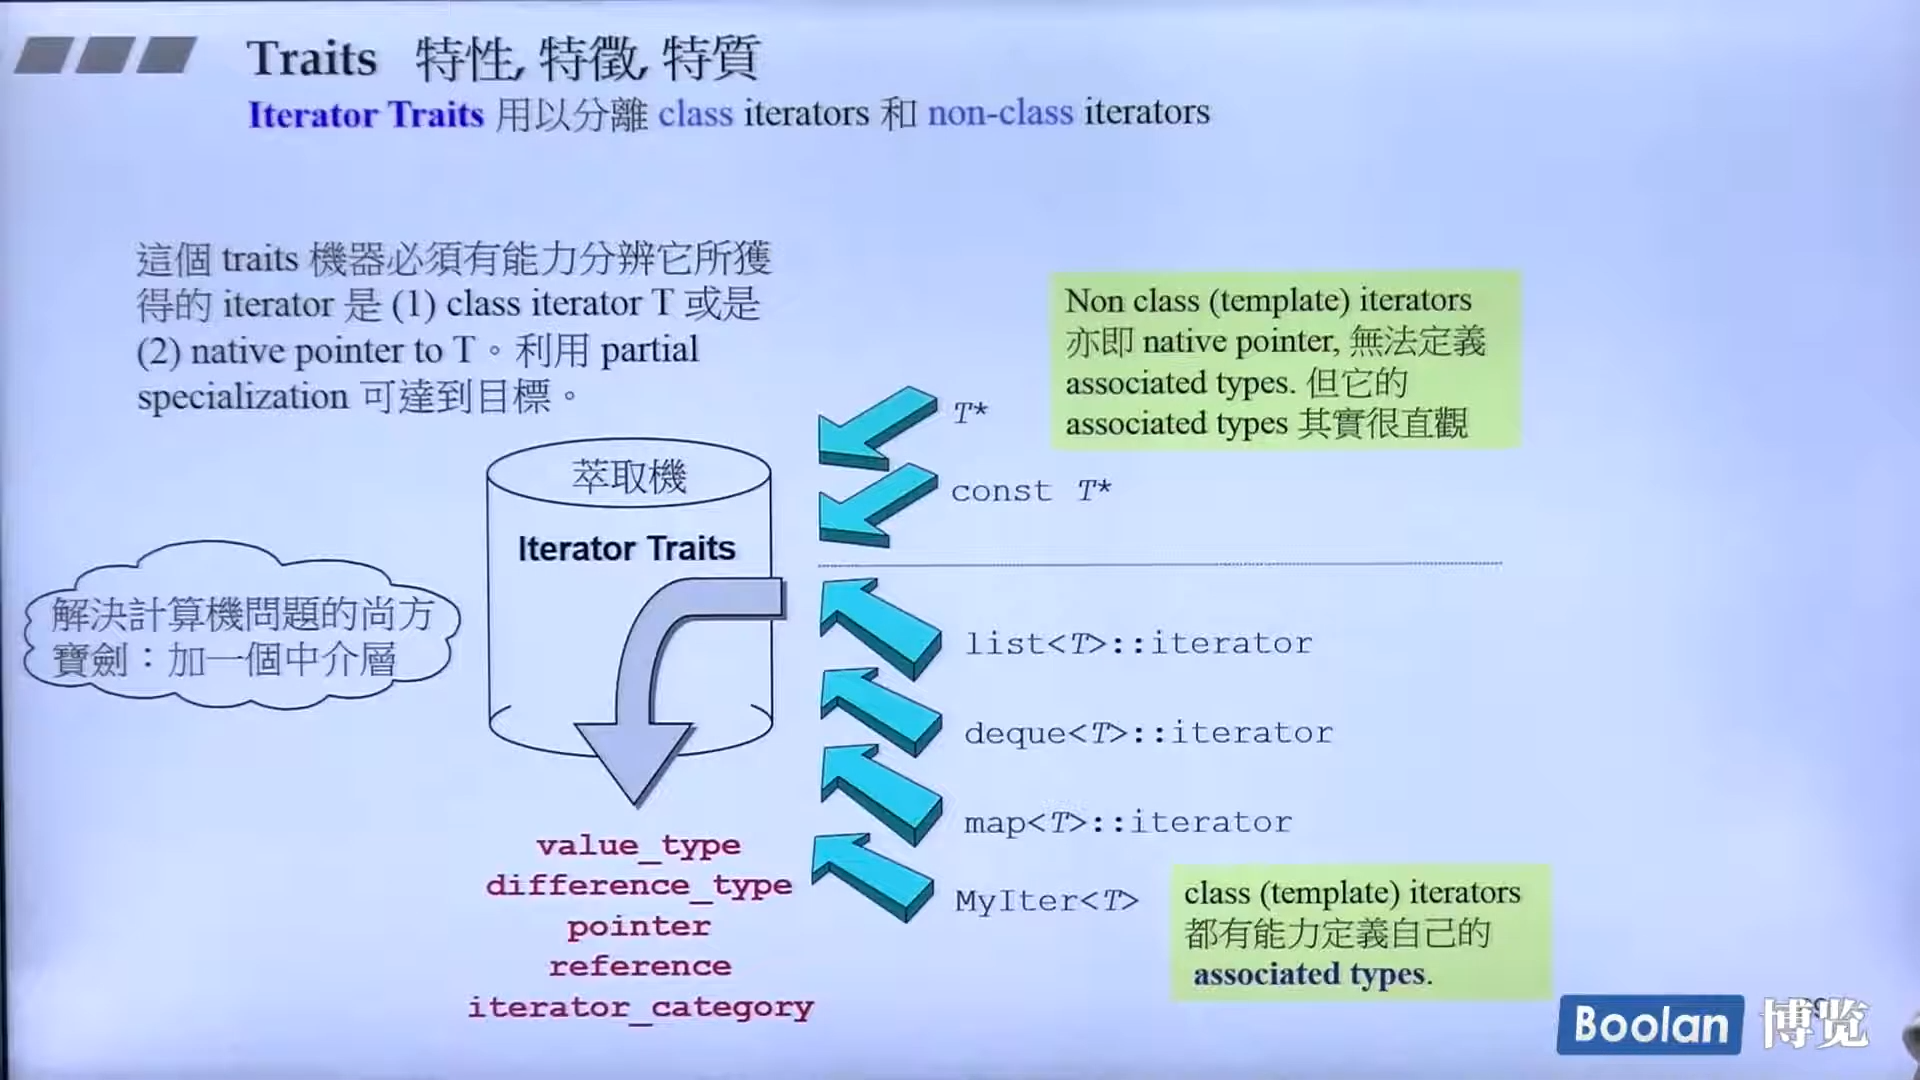 Traits 特性, 特徵, 特質
Iterator Traits 用以分離 class iterators 和 non-class iterators
這個 traits 機器必須有能力分辨它所獲
得的 iterator 是 (1) class iterator T 或是
(2) native pointer to T。利用 partial
specialization 可達到目標。
Non class (template) iterators
亦即 native pointer, 無法定義
associated types. 但它的
associated types 其實很直觀
T*
const T*
萃取機
Iterator Traits
解決計算機問題的尚方
寶劍：加一個中介層
list<T>::iterator
deque<T>::iterator
map<T>::iterator
MyIter<T>
value_type
difference_type
pointer
reference
iterator_category
class (template) iterators
都有能力定義自己的
associated types.
Boolan 博览